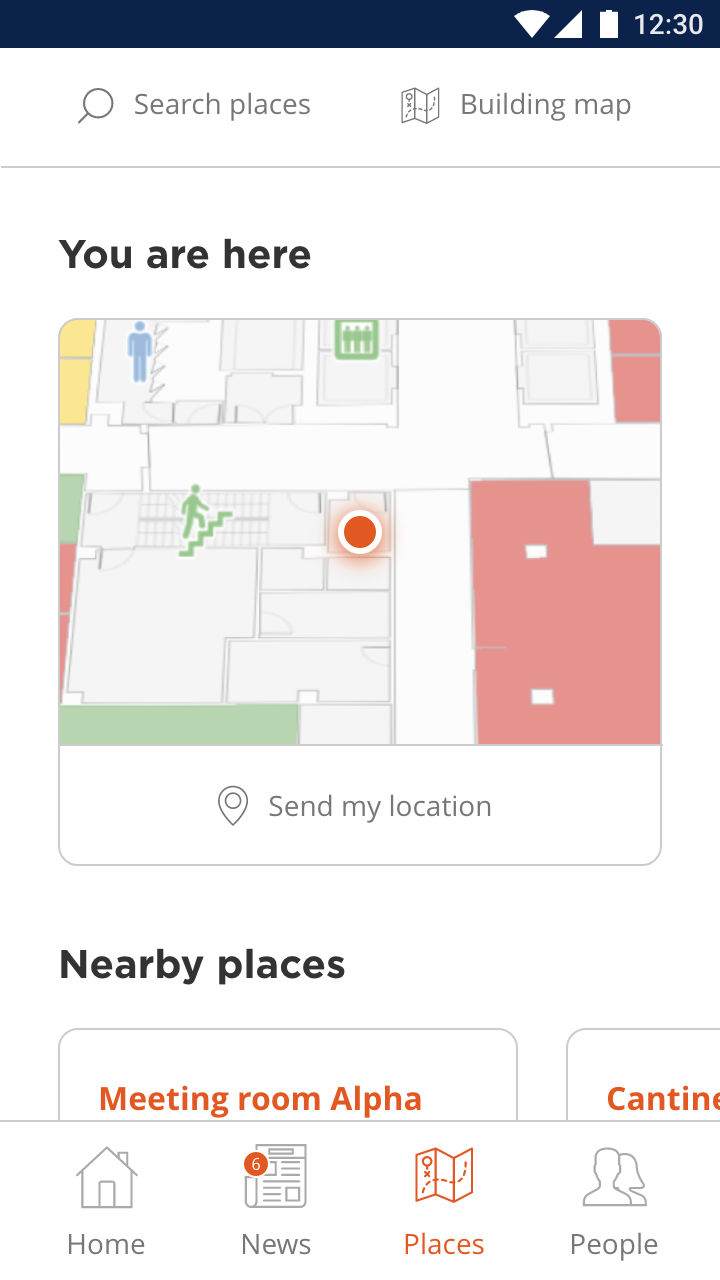 12:30
Search places
Building map
You are here
Send my location
Nearby places
Meeting room Alpha
6
Home
News
Places
People